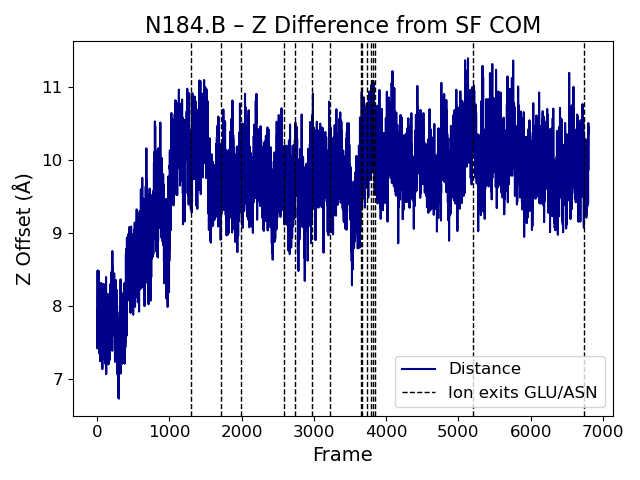 N184.B – Z Difference from SF COM
Z Offset (Å)
11
10
9
8
7
Distance
Ion exits GLU/ASN
0 1000 2000 3000 4000 5000 6000 7000
Frame